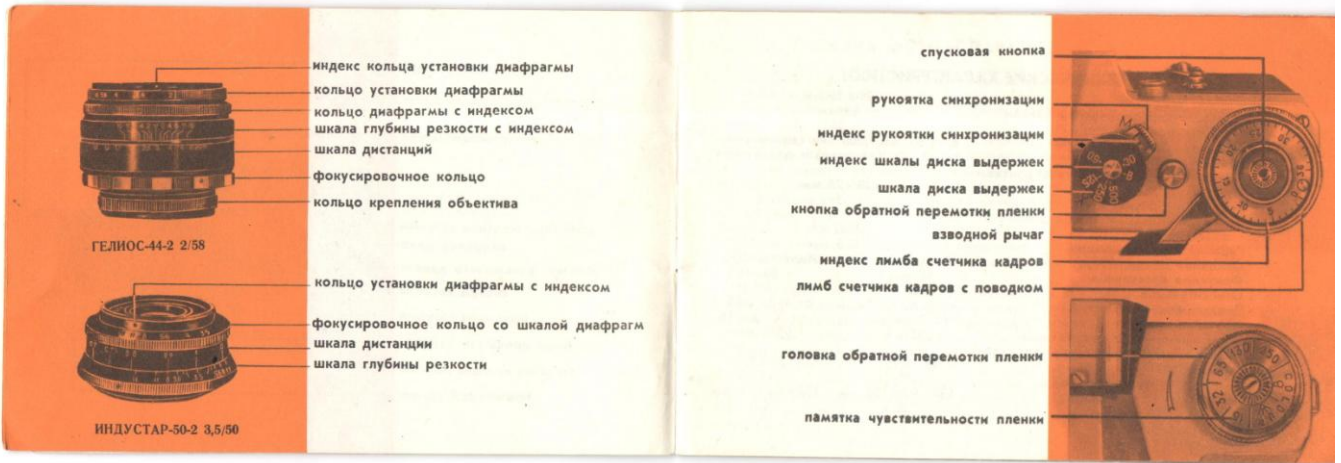 индекс кольца установки диафрагмы
кольцо установки диафрагмы
кольцо диафрагмы с индексом
шкала глубины резкости с индексом
шкала дистанций
фокусировочное кольцо
кольцо крепления объектива
ГЕЛИОС-44-2 2/58
кольцо установки диафрагмы с индексом
фокусировочное кольцо со шкалой диафрагм
шкала дистанции
шкала глубины резкости
ИНДУСТАР-50-2 3,5/50
спусковая кнопка
рукоятка синхронизации
индекс рукоятки синхронизации
индекс шкалы диска выдержек
шкала диска выдержек
кнопка обратной перемотки пленки
взводной рычаг
индекс лимба счетчика кадров
лимб счетчика кадров с поводком
головка обратной перемотки пленки
памятка чувствительности пленки